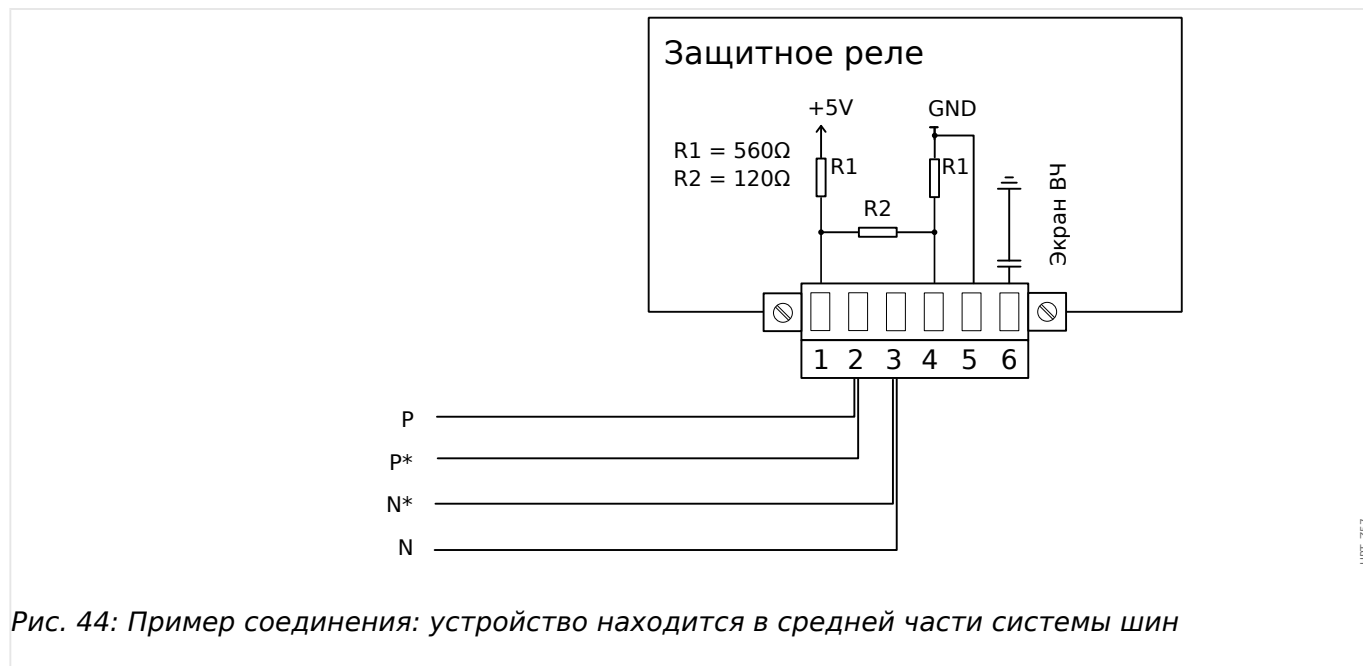 Защитное реле
+5V
GND
R1 = 560Ω
R2 = 120Ω
R1
R1
R2
Экран ВЧ
1 2 3 4 5 6
P
P*
N*
N
Рис. 44: Пример соединения: устройство находится в средней части системы шин